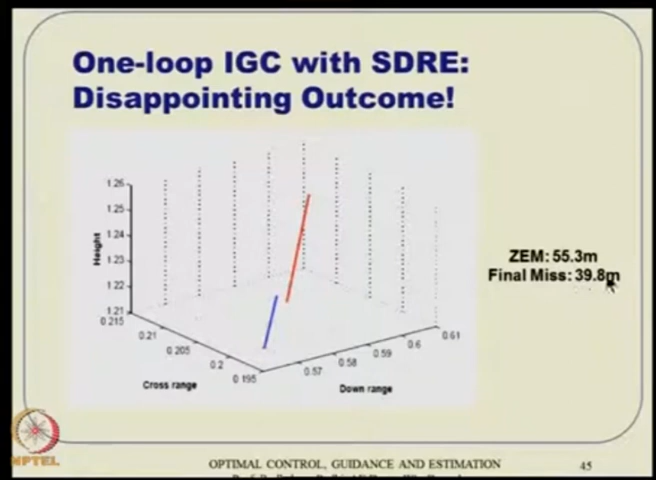 One-loop IGC with SDRE:
Disappointing Outcome!
1.26
1.25
1.24
1.23
1.22
1.21
Height
0.215
0.21
0.205
0.2
0.195
Cross range
0.57
0.58
0.59
0.6
0.61
Down range
ZEM: 55.3m
Final Miss: 39.8m
NPTEL
OPTIMAL CONTROL, GUIDANCE AND ESTIMATION
45